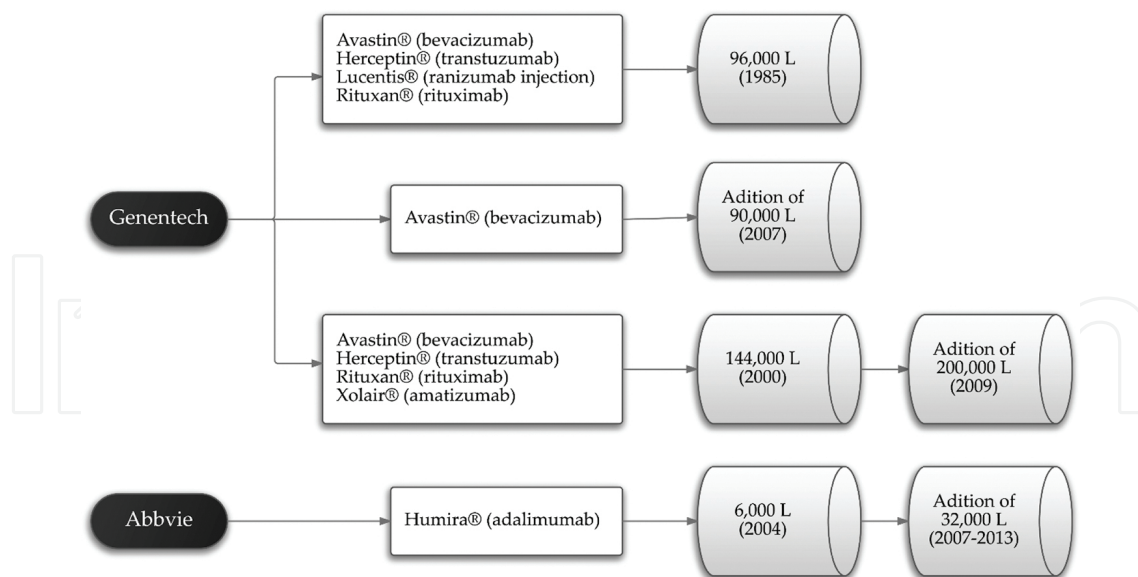 Avastin® (bevacizumab)
Herceptin® (transtuzumab)
Lucentis® (ranizumab injection)
Rituxan® (rituximab)
96,000 L
(1985)
Genentech
Avastin® (bevacizumab)
Adition of
90,000 L
(2007)
Avastin® (bevacizumab)
Herceptin® (transtuzumab)
Rituxan® (rituximab)
Xolair® (amatizumab)
144,000 L
(2000)
Adition of
200,000 L
(2009)
Abbvie
Humira® (adalimumab)
6,000 L
(2004)
Adition of
32,000 L
(2007-2013)